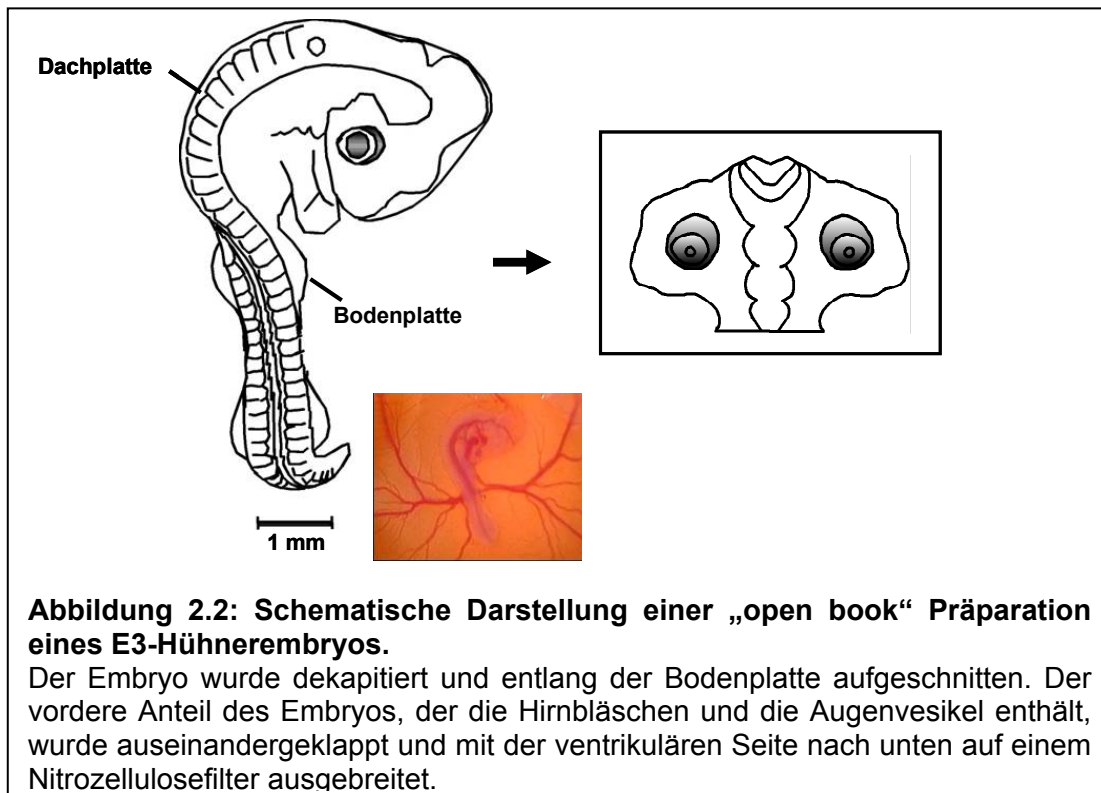 Dachplatte
Bodenplatte
1 mm
Abbildung 2.2: Schematische Darstellung einer „open book“ Präparation
eines E3-Hühnerembryos.
Der Embryo wurde dekapitiert und entlang der Bodenplatte aufgeschnitten. Der
vordere Anteil des Embryos, der die Hirnbläschen und die Augenvesikel enthält,
wurde auseinandergeklappt und mit der ventrikulären Seite nach unten auf einem
Nitrozellulosefilter ausgebreitet.